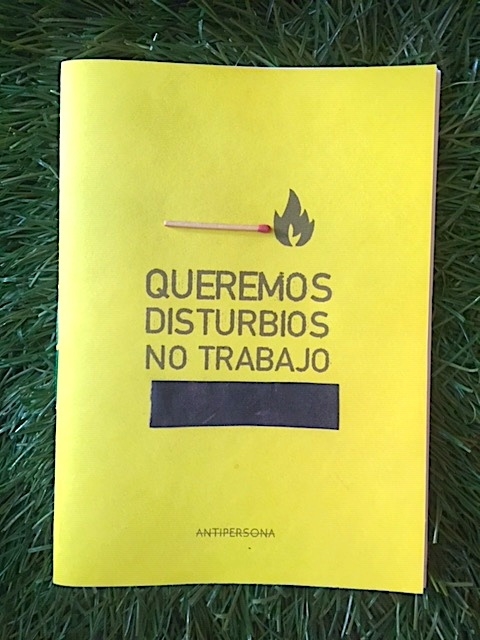 QUEREMOS
DISTURBIOS
NO TRABAJO
ANTIPERSONA